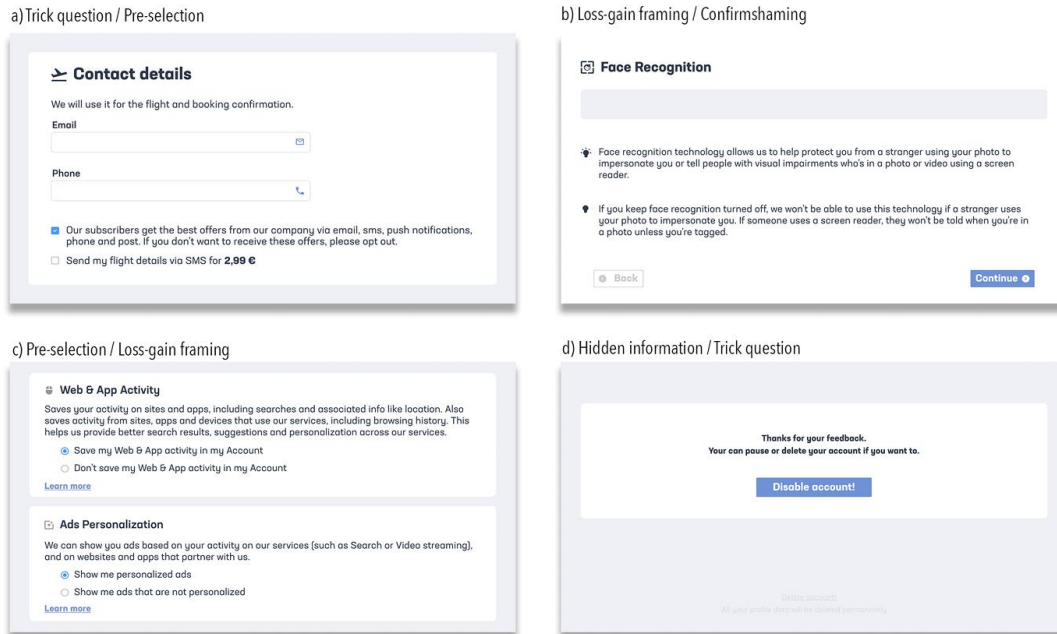 a) Trick question / Pre-selection
Contact details
We will use it for the flight and booking confirmation.
Email
Phone
Our subscribers get the best offers from our company via email, sms, push notifications,
phone and post. If you don't want to receive these offers, please opt out.
Send my flight details via SMS for 2,99 €
b) Loss-gain framing / Confirmshaming
Face Recognition
Face recognition technology allows us to help protect you from a stranger using your photo to
impersonate you or tell people with visual impairments who's in a photo or video using a screen
reader.
If you keep face recognition turned off, we won't be able to use this technology if a stranger uses
your photo to impersonate you. If someone uses a screen reader, they won't be told when you're in
a photo unless you're tagged.
Back
Continue
c) Pre-selection / Loss-gain framing
Web & App Activity
Saves your activity on sites and apps, including searches and associated info like location. Also
saves activity from sites, apps and devices that use our services, including browsing history. This
helps us provide better search results, suggestions and personalization across our services.
Save my Web & App activity in my Account
Don't save my Web & App activity in my Account
Learn more
Ads Personalization
We can show you ads based on your activity on our services (such as Search or Video streaming),
and on websites and apps that partner with us.
Show me personalized ads
Show me ads that are not personalized
Learn more
d) Hidden information / Trick question
Thanks for your feedback.
Your can pause or delete your account if you want to.
Disable account!
Delete account!
All your profile data will be deleted permanently